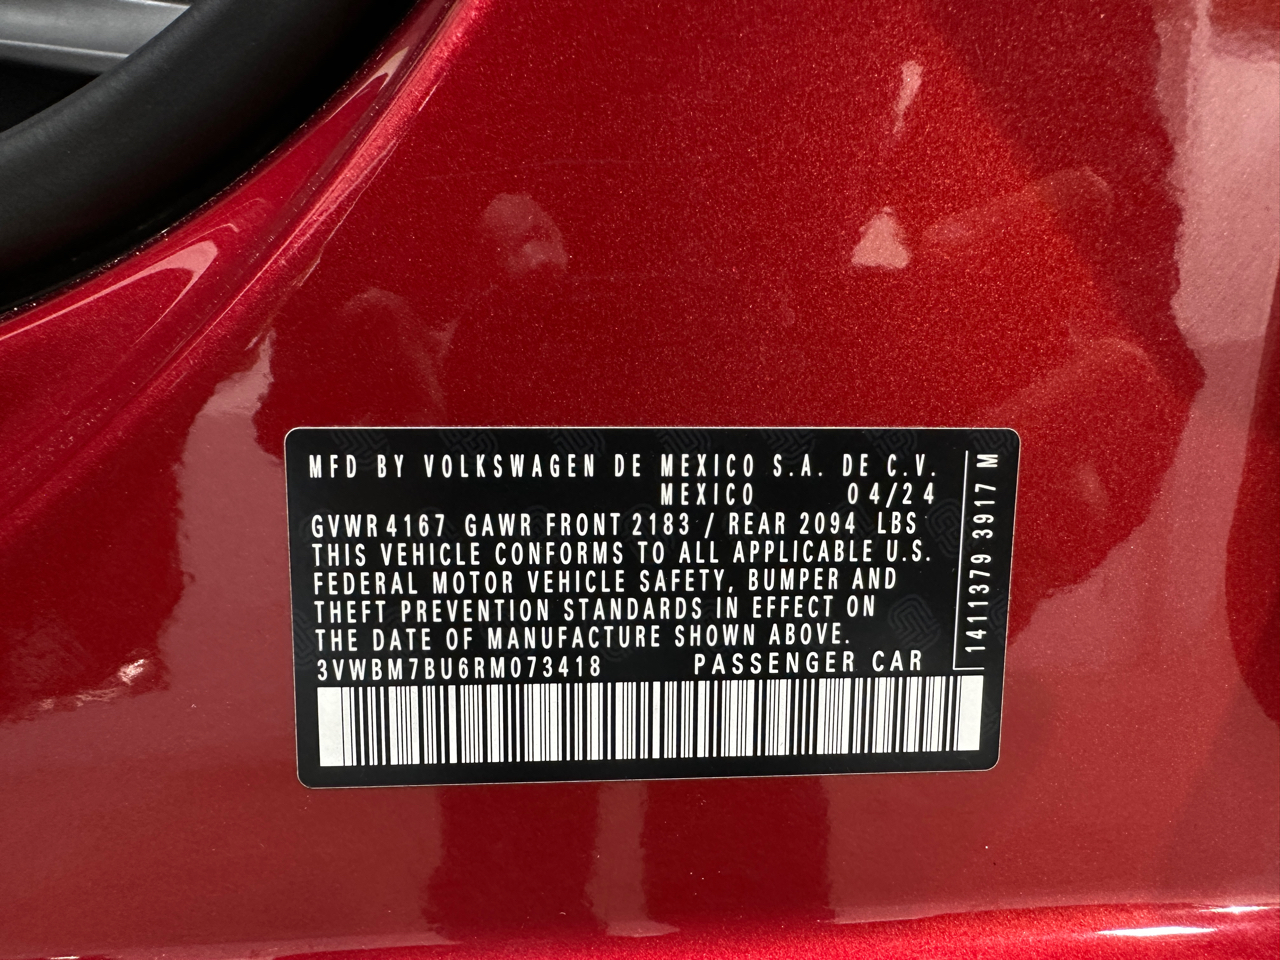 MFD BY VOLKSWAGEN DE MEXICO S.A. DE C.V.
MEXICO 04/24
GVWR 4167 GAWR FRONT 2183 / REAR 2094 LBS
THIS VEHICLE CONFORMS TO ALL APPLICABLE U.S.
FEDERAL MOTOR VEHICLE SAFETY, BUMPER AND
THEFT PREVENTION STANDARDS IN EFFECT ON
THE DATE OF MANUFACTURE SHOWN ABOVE.
3VWBM7BU6RM073418 PASSENGER CAR
1411379 3917 M